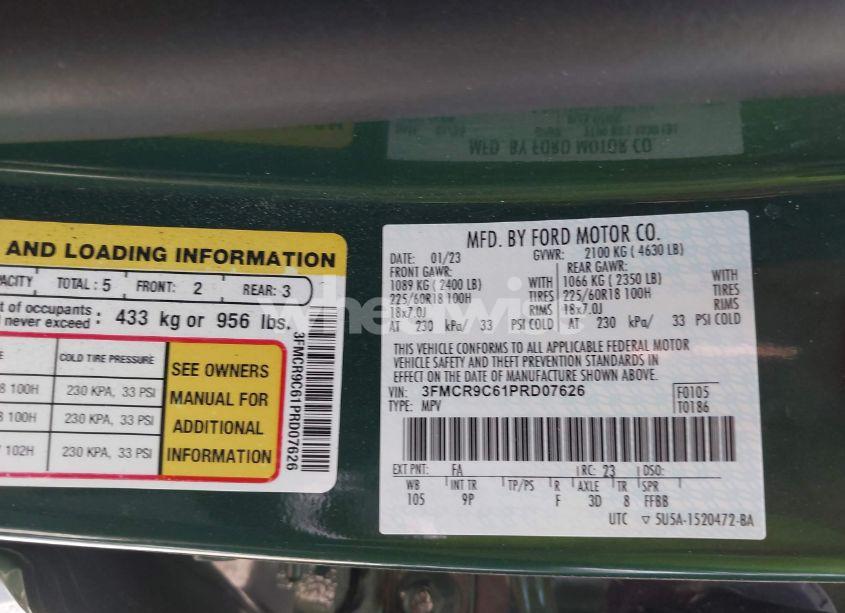 AND LOADING INFORMATION
PACITY TOTAL : 5 FRONT: 2 REAR: 3
t of occupants
l never exceed : 433 kg or 956 lbs.
E COLD TIRE PRESSURE
8 100H 230 KPA, 33 PSI
8 100H 230 KPA, 33 PSI
102H 230 KPA, 33 PSI
SEE OWNERS
MANUAL FOR
ADDITIONAL
INFORMATION
3FMCR9C61PRD07626
MFD. BY FORD MOTOR CO.
MFD. BY FORD MOTOR CO.
DATE: 01/23 GVWR: 2100 KG ( 4630 LB)
FRONT GAWR: REAR GAWR:
1089 KG ( 2400 LB) WITH 1066 KG ( 2350 LB) WITH
225/60R18 100H TIRES 225/60R18 100H TIRES
18x7.0J RIMS 18x7.0J RIMS
AT 230 kPa/ 33 PSI COLD AT 230 kPa/ 33 PSI COLD
THIS VEHICLE CONFORMS TO ALL APPLICABLE FEDERAL MOTOR
VEHICLE SAFETY AND THEFT PREVENTION STANDARDS IN
EFFECT ON THE DATE OF MANUFACTURE SHOWN ABOVE.
VIN: 3FMCR9C61PRD07626 F0105
TYPE: MPV T0186
EXT PNT: FA RC: 23 DSO:
WB INT TR TP/PS R AXLE TR SPR
105 9P F 3D 8 FFBB
UTC ▽ 5U5A-1520472-BA